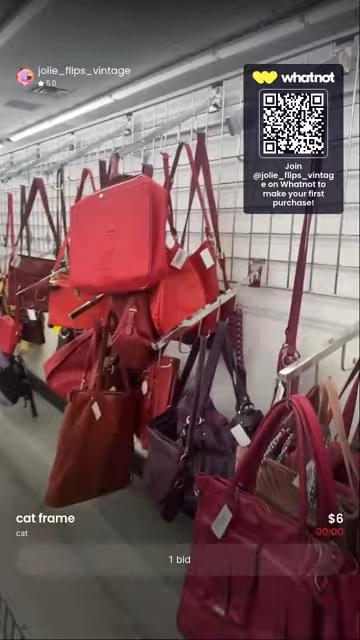 jolie_flips_vintage
★ 5.0
whatnot
Join
@jolie_flips_vintag
e on Whatnot to
make your first
purchase!
cat frame
$6
cat
00:00
1 bid